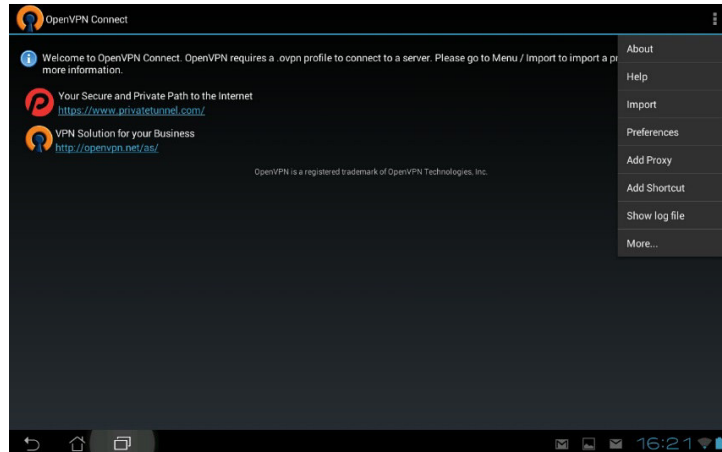 OpenVPN Connect
Welcome to OpenVPN Connect. OpenVPN requires a .ovpn profile to connect to a server. Please go to Menu / Import to import a
more information.
Your Secure and Private Path to the Internet
https://www.privatetunnel.com/
VPN Solution for your Business
http://openvpn.net/as/
OpenVPN is a registered trademark of OpenVPN Technologies, Inc.
About
Help
Import
Preferences
Add Proxy
Add Shortcut
Show log file
More...
16:21